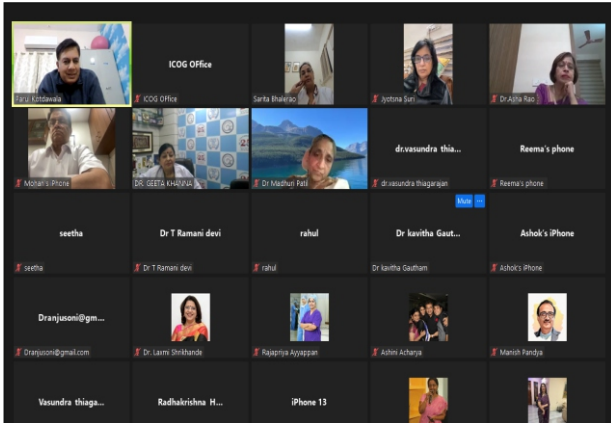 ICOG OFfice
Parul Kotdawala
ICOG OFfice
Sarita Bhalerao
Jyotsna Suri
Dr.Asha Rao
dr.vasundra thia...
Reema's phone
Mohan's iPhone
DR. GEETA KHANNA
Dr Madhuri Patil
dr.vasundra thiagarajan
Reema's phone
Mute ...
seetha
Dr T Ramani devi
rahul
Dr kavitha Gaut...
Ashok's iPhone
seetha
Dr T Ramani devi
rahul
Dr kavitha Gautham
Ashok's iPhone
Dranjusoni@gm...
Dranjusoni@gmail.com
Dr. Laxmi Shrikhande
Rajapriya Ayyappan
Ashini Acharya
Manish Pandya
Vasundra thiaga...
Radhakrishna H...
iPhone 13